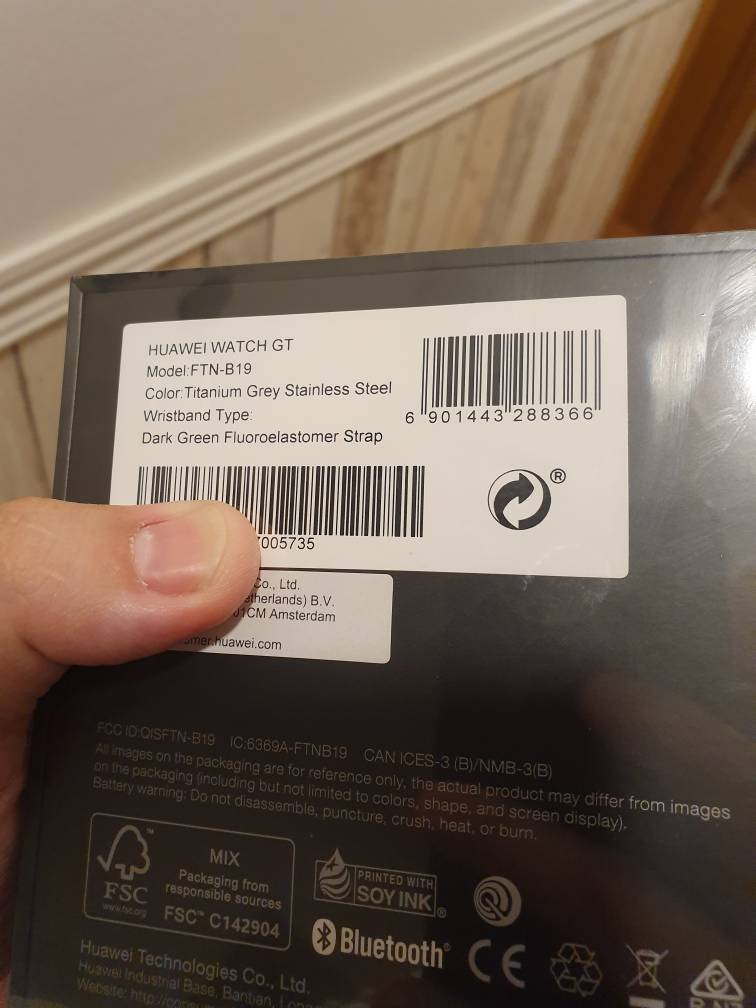 HUAWEI WATCH GT
Model:FTN-B19
Color:Titanium Grey Stainless Steel
Wristband Type:
Dark Green Fluoroelastomer Strap
6 901443 288366
®
005735
Co., Ltd.
B.V.
Amsterdam
.huawei.com
FCC ID:QISFTN-B19 IC:6369A-FTNB19 CAN ICES-3 (B)/NMB-3(B)
All images on the packaging are for reference only, the actual product may differ from images
on the packaging (including but not limited to colors, shape, and screen display).
Battery warning: Do not disassemble, puncture, crush, heat, or burn.
FSC
www.fsc.org
MIX
Packaging from
responsible sources
FSC™ C142904
PRINTED WITH
SOY INK®
Bluetooth®
CE
Huawei Technologies Co., Ltd.
Huawei Industrial Base, Bantian,
Website: